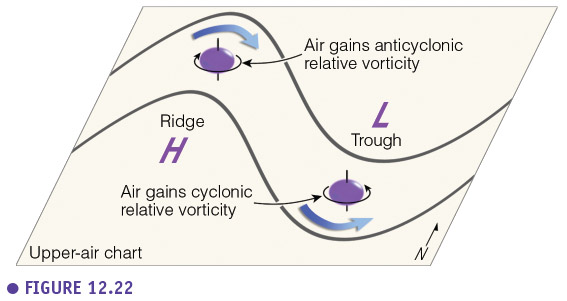 Air gains anticyclonic
relative vorticity
Ridge
H
L
Trough
Air gains cyclonic
relative vorticity
Upper-air chart
N
FIGURE 12.22